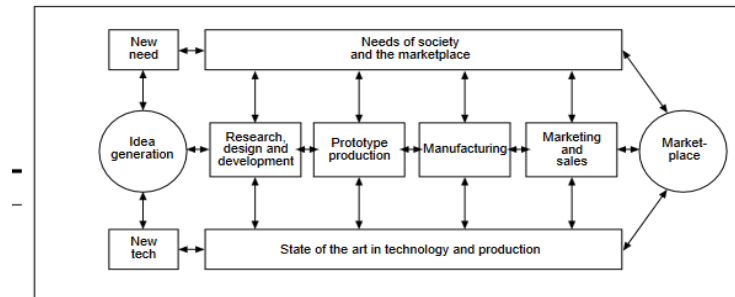 New
need
Needs of society
and the marketplace
Idea
generation
Research,
design and
development
Prototype
production
Manufacturing
Marketing
and
sales
Market-
place
New
tech
State of the art in technology and production